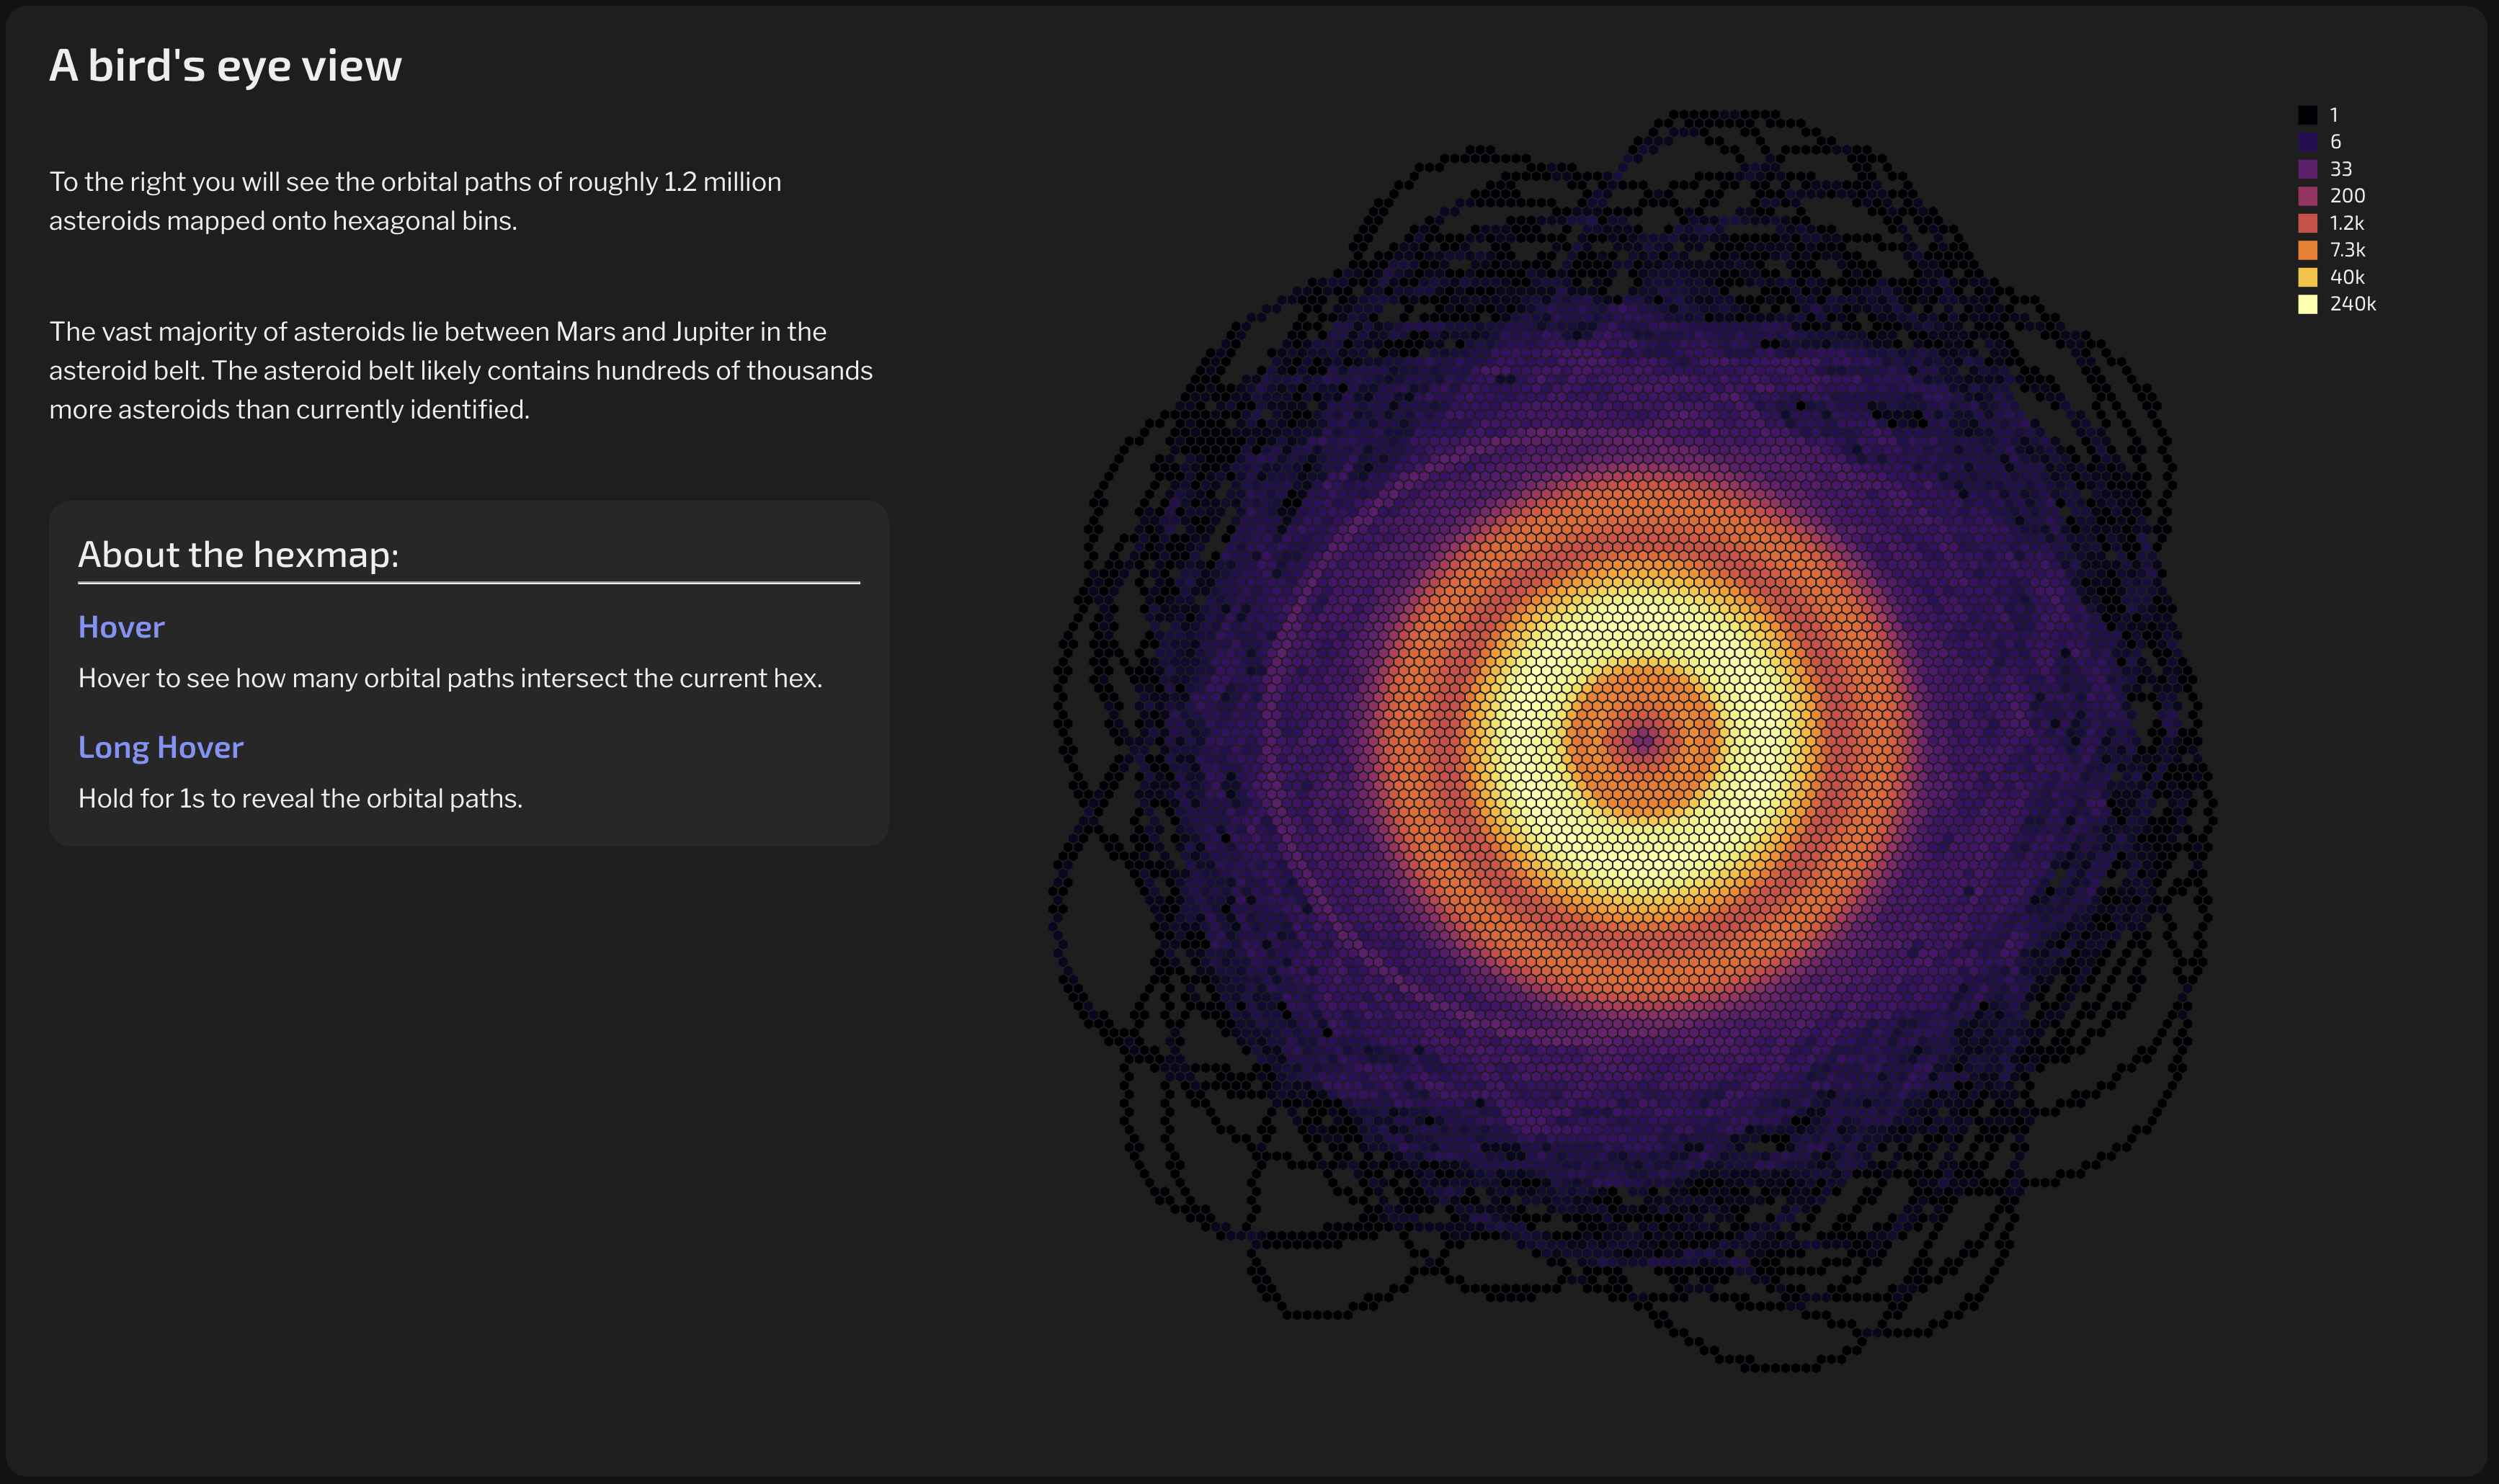 A bird's eye view
To the right you will see the orbital paths of roughly 1.2 million
asteroids mapped onto hexagonal bins.
The vast majority of asteroids lie between Mars and Jupiter in the
asteroid belt. The asteroid belt likely contains hundreds of thousands
more asteroids than currently identified.
About the hexmap:
Hover
Hover to see how many orbital paths intersect the current hex.
Long Hover
Hold for 1s to reveal the orbital paths.
1
6
33
200
1.2k
7.3k
40k
240k